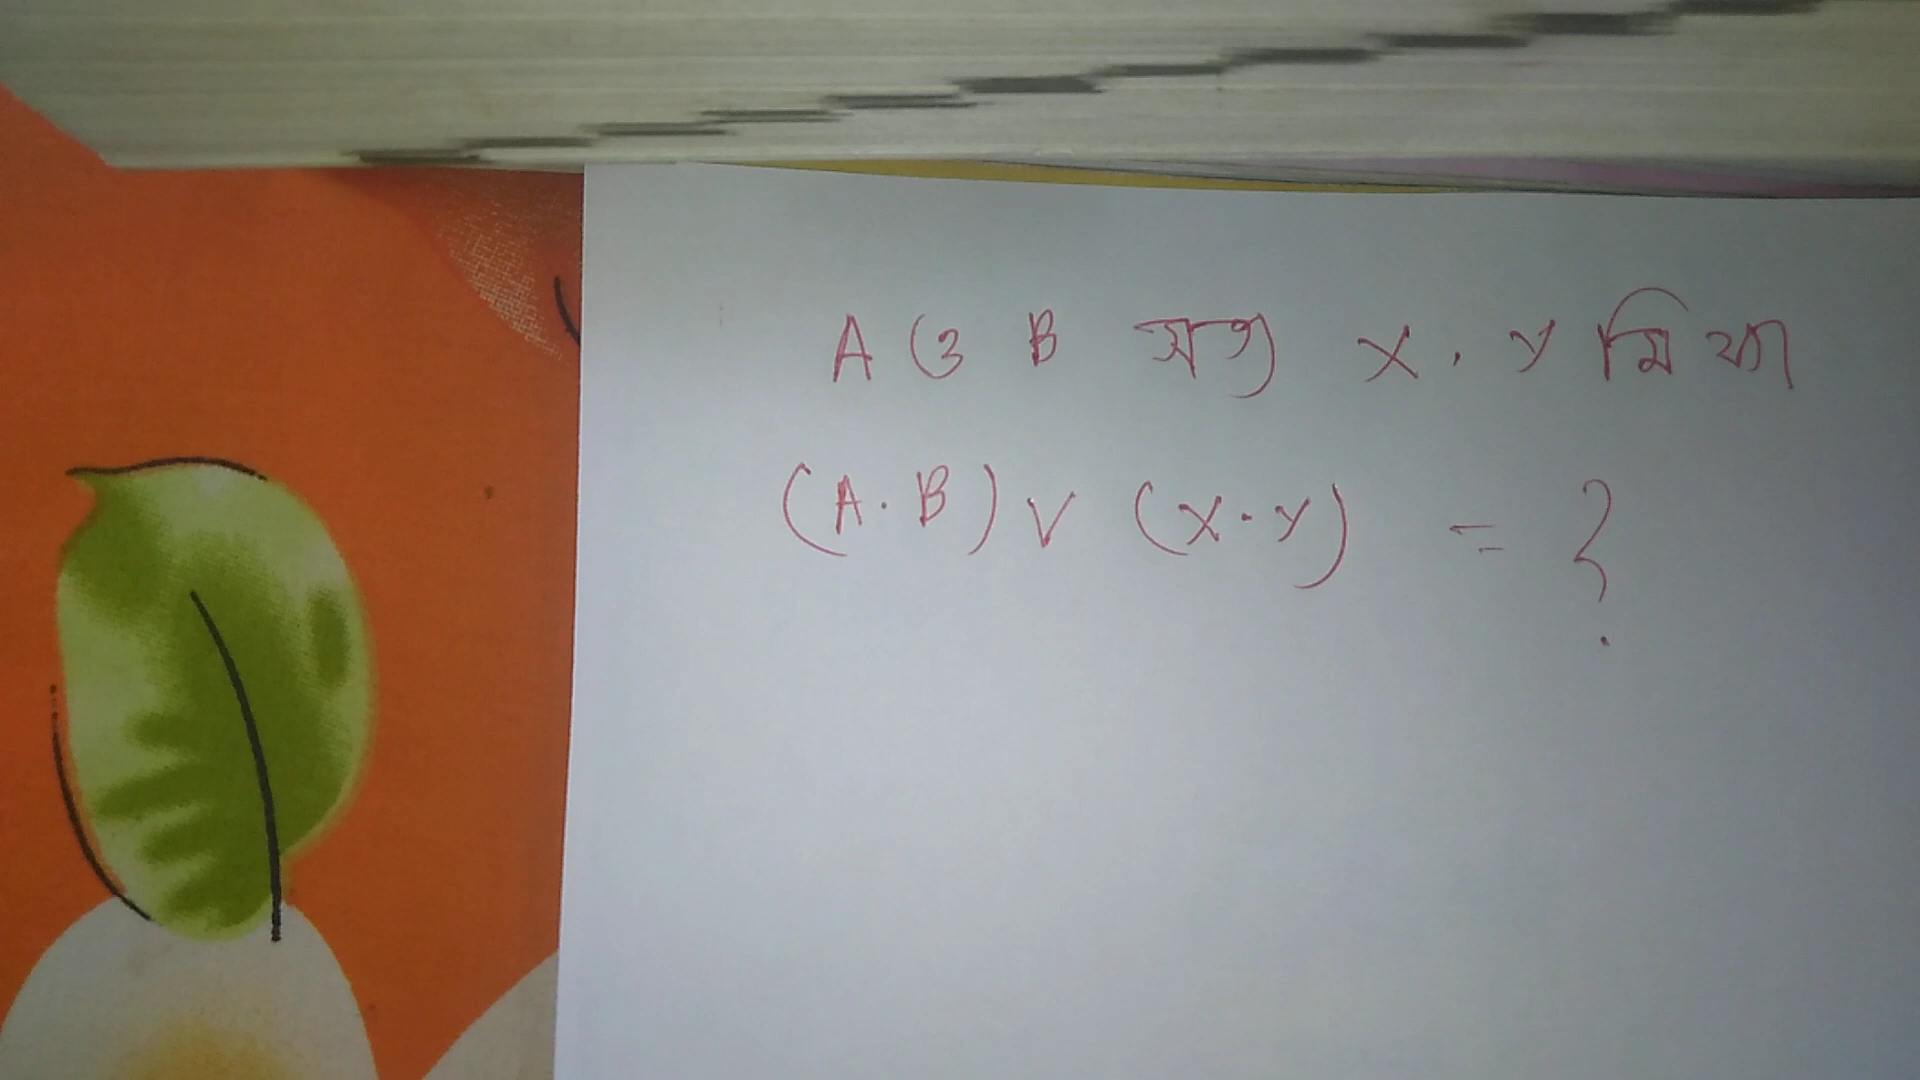 A ও B সত্য X . Y মিথ্যা
(A . B) v (X . Y) = ?